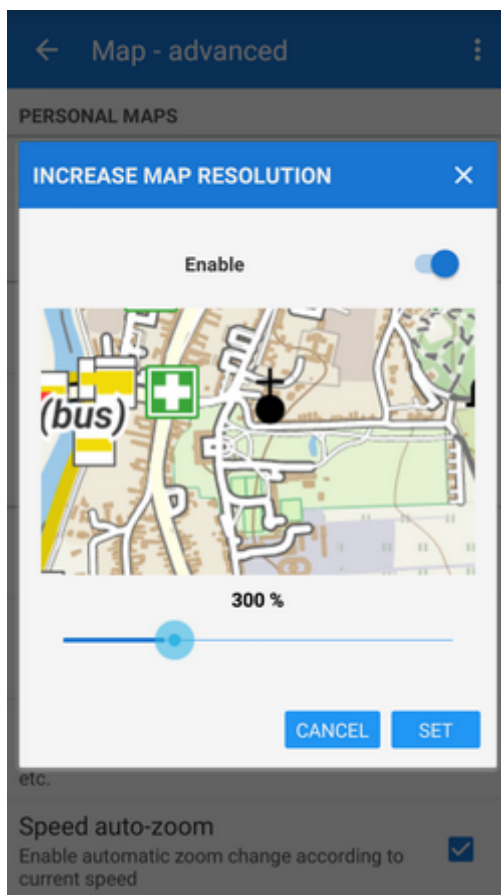 Map - advanced
PERSONAL MAPS
INCREASE MAP RESOLUTION
Enable
(bus)
300 %
CANCEL
SET
etc.
Speed auto-zoom
Enable automatic zoom change according to
current speed